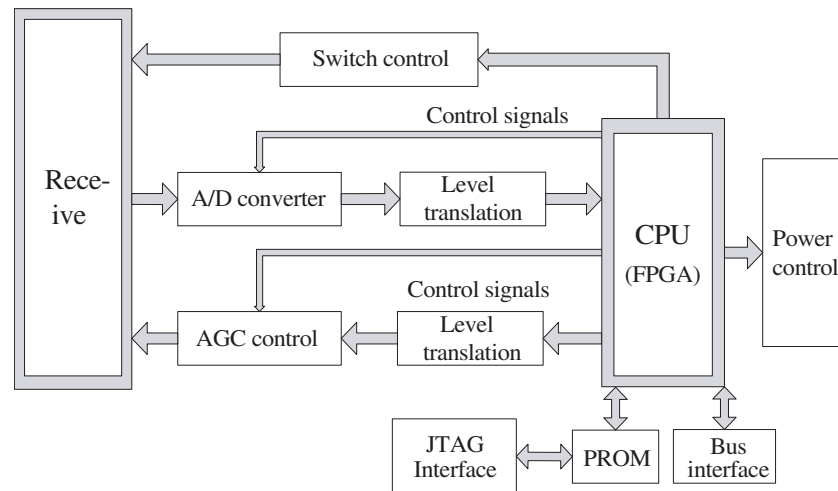 Switch control
Control signals
Rece-
ive
A/D converter
Level
translation
CPU
(FPGA)
Power
control
Control signals
AGC control
Level
translation
JTAG
Interface
PROM
Bus
interface